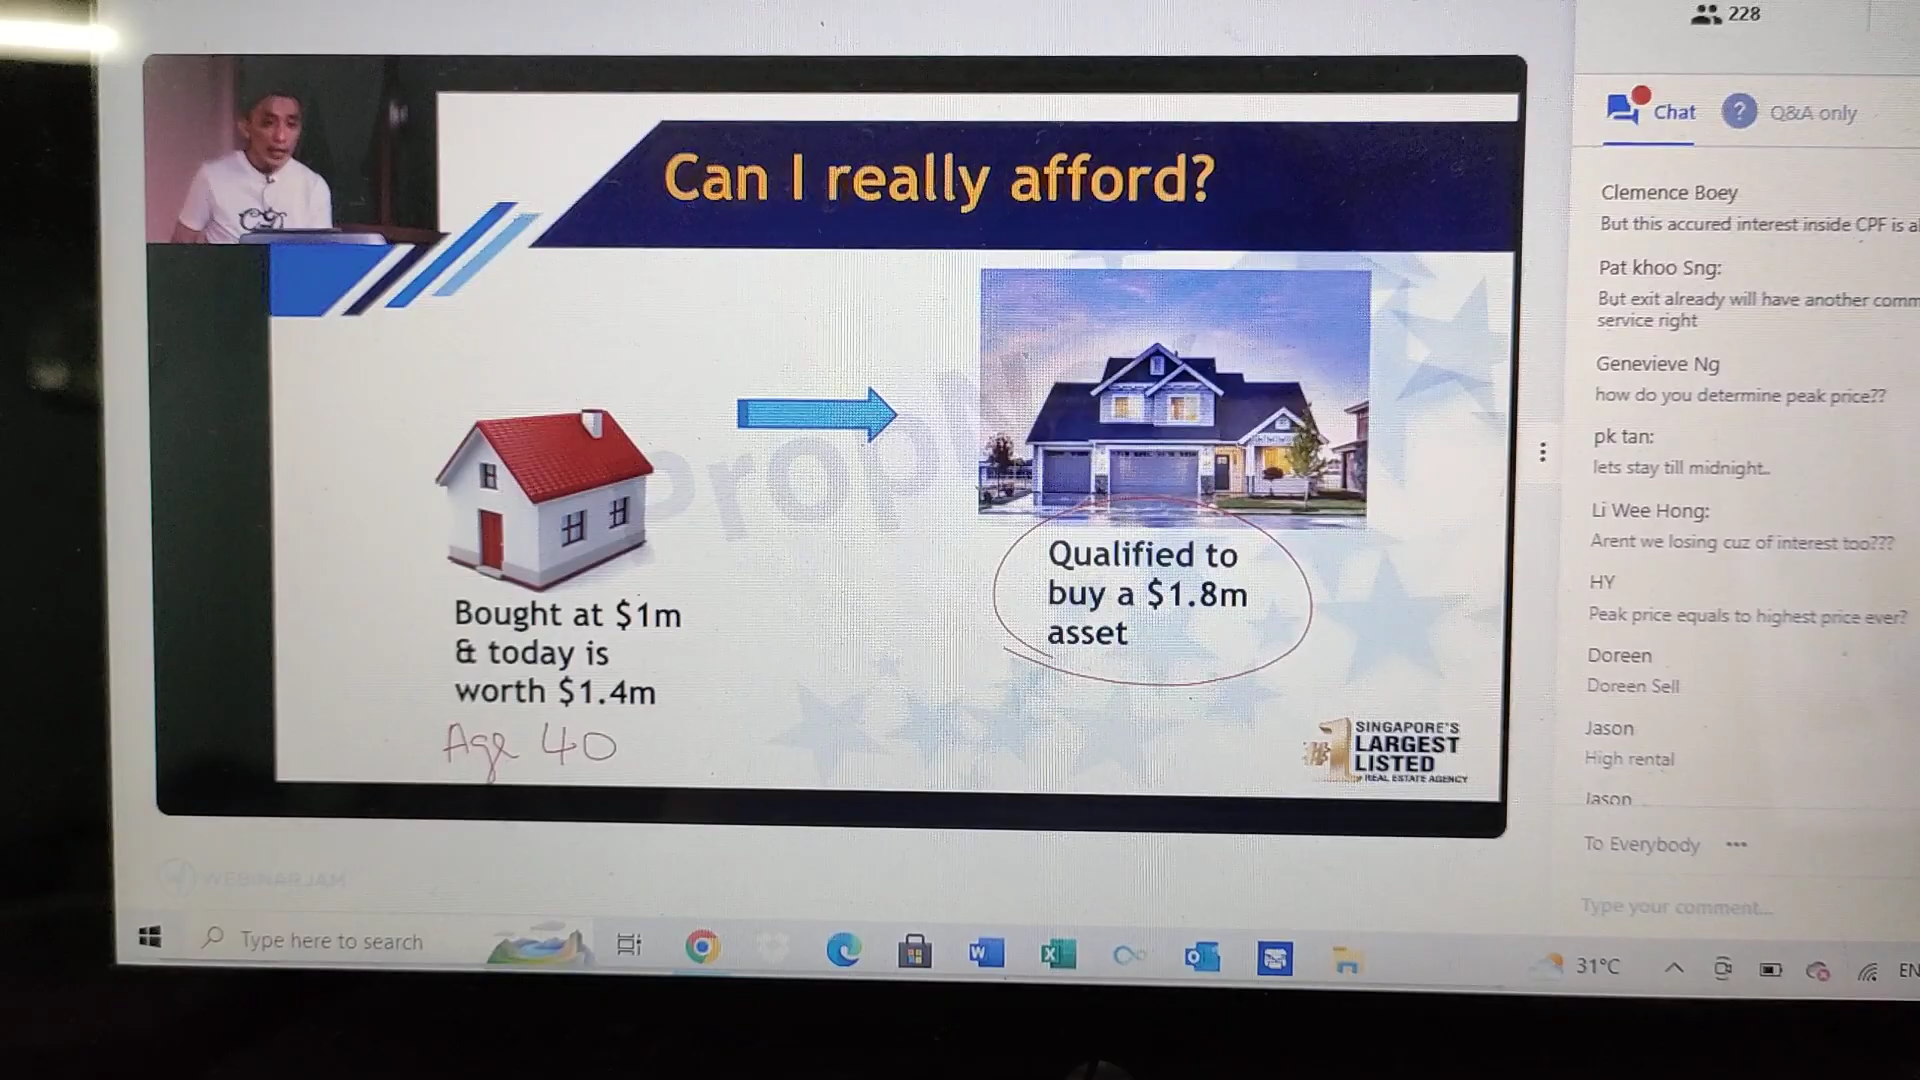 228
Can I really afford?
Bought at $1m
& today is
worth $1.4m
Age 40
Qualified to
buy a $1.8m
asset
SINGAPORE'S
#1 LARGEST
LISTED
REAL ESTATE AGENCY
WEBINARJAM
Chat
? Q&A only
Clemence Boey
But this accured interest inside CPF is
Pat khoo Sng:
But exit already will have another comm
service right
Genevieve Ng
how do you determine peak price??
pk tan:
lets stay till midnight..
Li Wee Hong:
Arent we losing cuz of interest too???
HY
Peak price equals to highest price ever?
Doreen
Doreen Sell
Jason
High rental
Jason
To Everybody
Type your comment...
Type here to search
31°C
EN